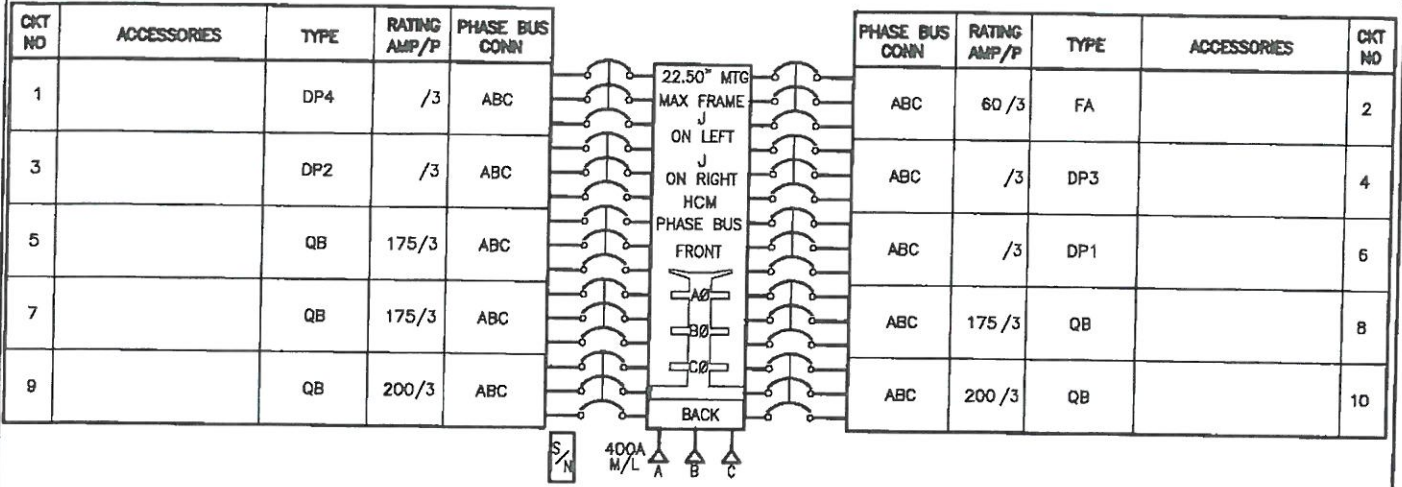 CKT NO ACCESSORIES TYPE RATING AMP/P PHASE BUS CONN
1 DP4 /3 ABC
3 DP2 /3 ABC
5 QB 175/3 ABC
7 QB 175/3 ABC
9 QB 200/3 ABC
22.50" MTG
MAX FRAME
J
ON LEFT
J
ON RIGHT
HCM
PHASE BUS
FRONT
AØ
BØ
CØ
BACK
S/N
400A
M/L
A B C
PHASE BUS CONN RATING AMP/P TYPE ACCESSORIES CKT NO
ABC 60/3 FA 2
ABC /3 DP3 4
ABC /3 DP1 6
ABC 175/3 QB 8
ABC 200/3 QB 10